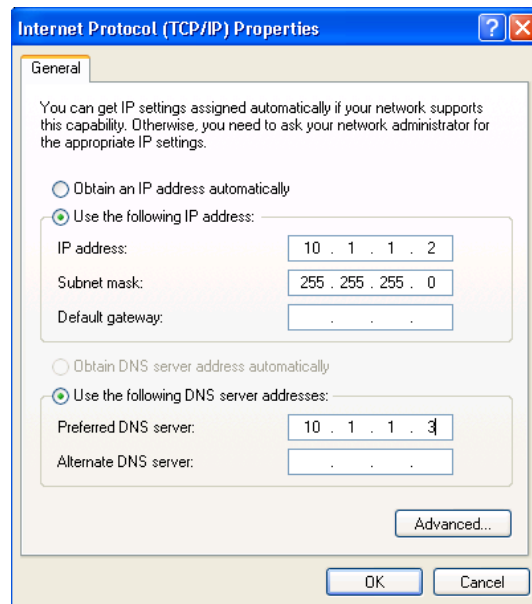 Internet Protocol (TCP/IP) Properties
General
You can get IP settings assigned automatically if your network supports
this capability. Otherwise, you need to ask your network administrator for
the appropriate IP settings.
Obtain an IP address automatically
Use the following IP address:
IP address: 10 . 1 . 1 . 2
Subnet mask: 255 . 255 . 255 . 0
Default gateway: . . .
Obtain DNS server address automatically
Use the following DNS server addresses:
Preferred DNS server: 10 . 1 . 1 . 3
Alternate DNS server: . . .
Advanced...
OK Cancel